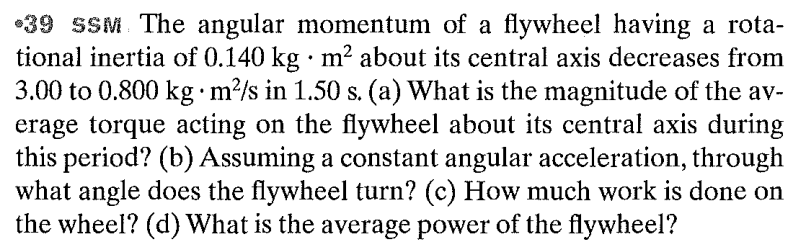 •39 SSM The angular momentum of a flywheel having a rota-
tional inertia of 0.140 kg · m² about its central axis decreases from
3.00 to 0.800 kg · m²/s in 1.50 s. (a) What is the magnitude of the av-
erage torque acting on the flywheel about its central axis during
this period? (b) Assuming a constant angular acceleration, through
what angle does the flywheel turn? (c) How much work is done on
the wheel? (d) What is the average power of the flywheel?